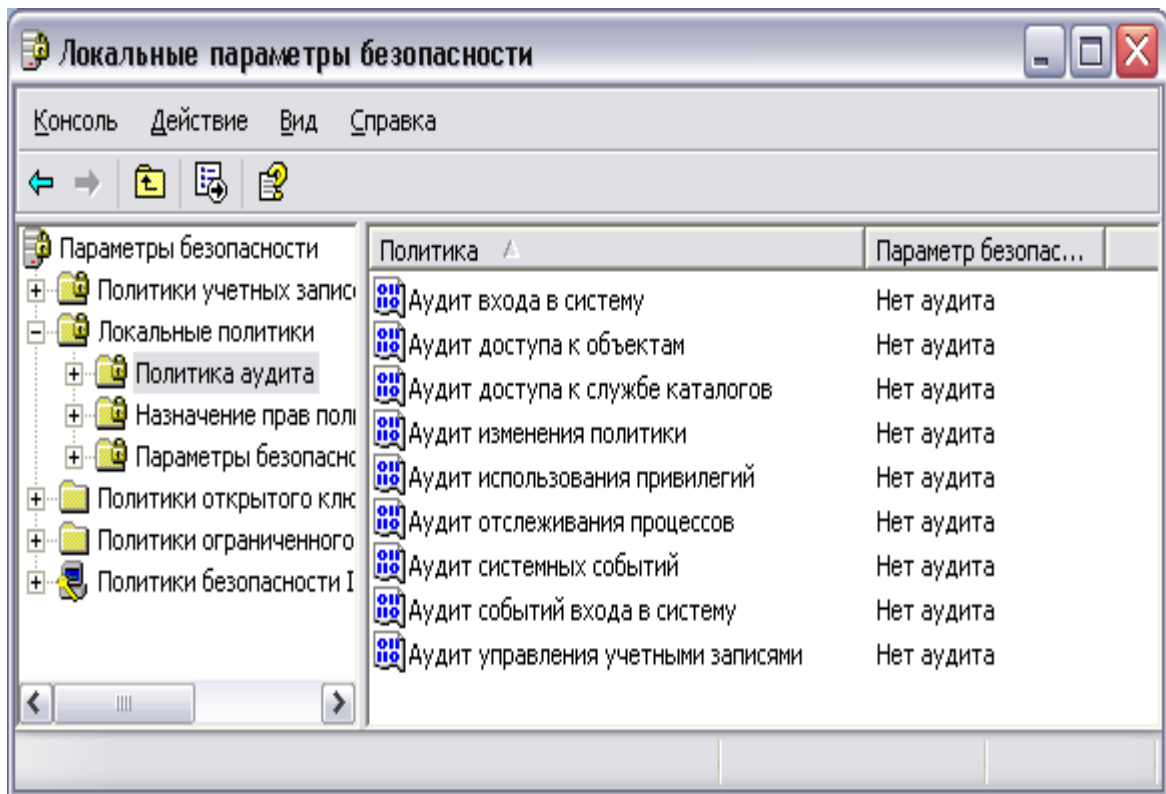 Локальные параметры безопасности
Консоль Действие Вид Справка
Параметры безопасности
Политики учетных запис
Локальные политики
Политика аудита
Назначение прав пол
Параметры безопасно
Политики открытого клю
Политики ограниченного
Политики безопасности I
Политика Параметр безопас...
Аудит входа в систему Нет аудита
Аудит доступа к объектам Нет аудита
Аудит доступа к службе каталогов Нет аудита
Аудит изменения политики Нет аудита
Аудит использования привилегий Нет аудита
Аудит отслеживания процессов Нет аудита
Аудит системных событий Нет аудита
Аудит событий входа в систему Нет аудита
Аудит управления учетными записями Нет аудита